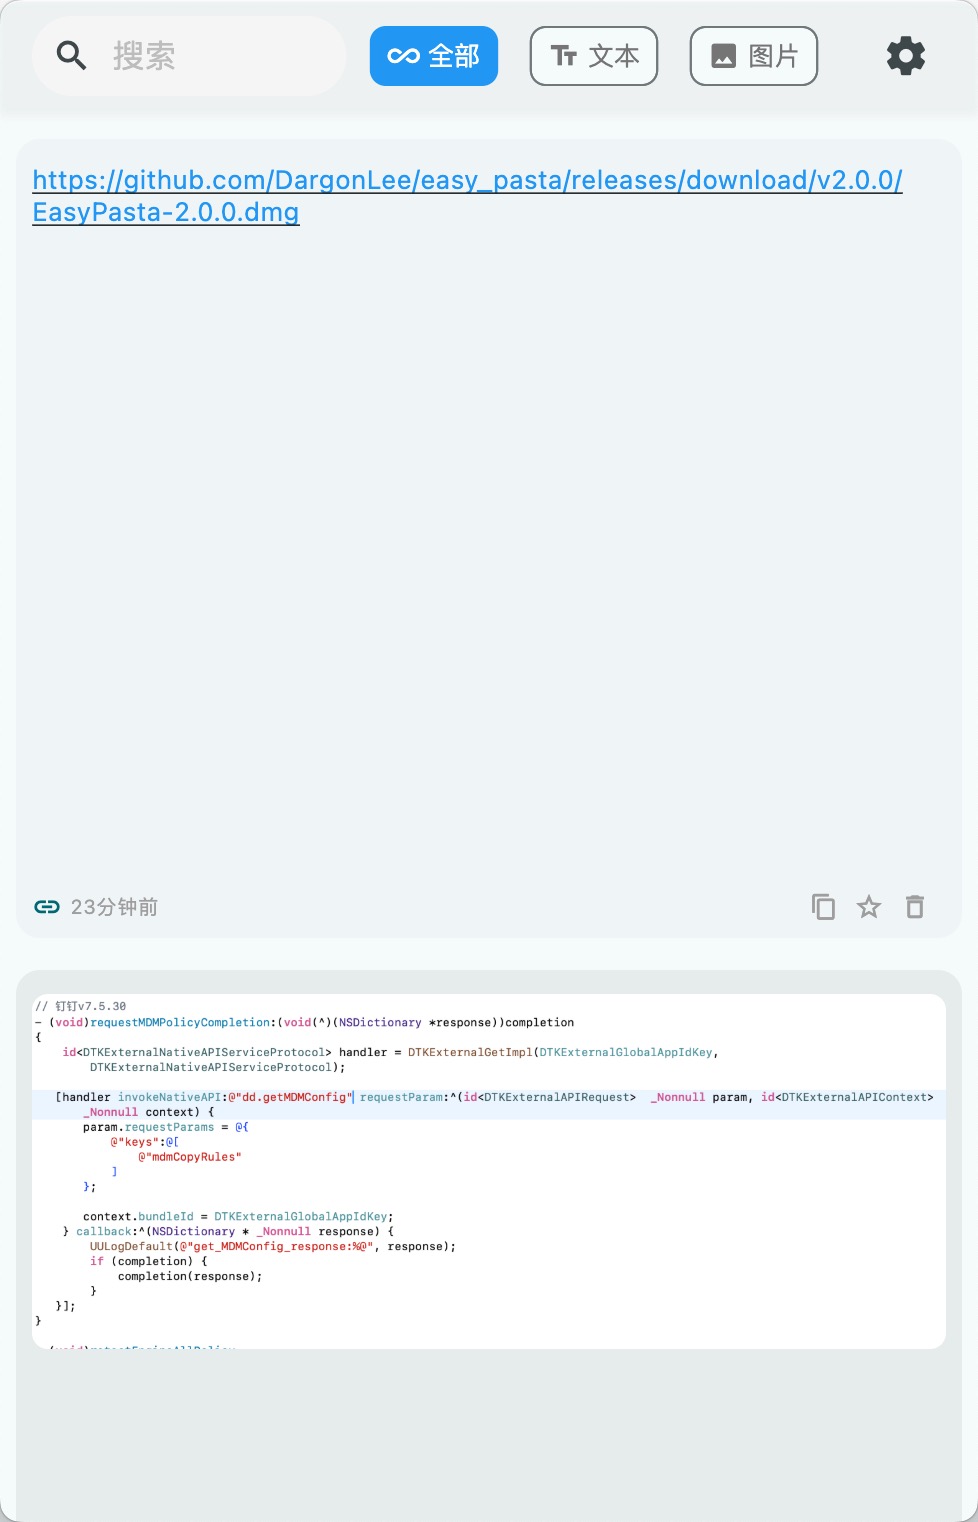 搜索
全部
文本
图片
https://github.com/DargonLee/easy_pasta/releases/download/v2.0.0/
EasyPasta-2.0.0.dmg
23分钟前
// 钉钉v7.5.30
- (void)requestMDMPolicyCompletion:(void(^)(NSDictionary *response))completion
{
    id<DTKExternalNativeAPIServiceProtocol> handler = DTKExternalGetImpl(DTKExternalGlobalAppIdKey,
        DTKExternalNativeAPIServiceProtocol);
   [handler invokeNativeAPI:@"dd.getMDMConfig" requestParam:^(id<DTKExternalAPIRequest>  _Nonnull param, id<DTKExternalAPIContext>
       _Nonnull context) {
       param.requestParams = @{
           @"keys":@[
               @"mdmCopyRules"
           ]
       };
       context.bundleId = DTKExternalGlobalAppIdKey;
    } callback:^(NSDictionary * _Nonnull response) {
        UULogDefault(@"get_MDMConfig_response:%@", response);
        if (completion) {
            completion(response);
        }
   }];
}